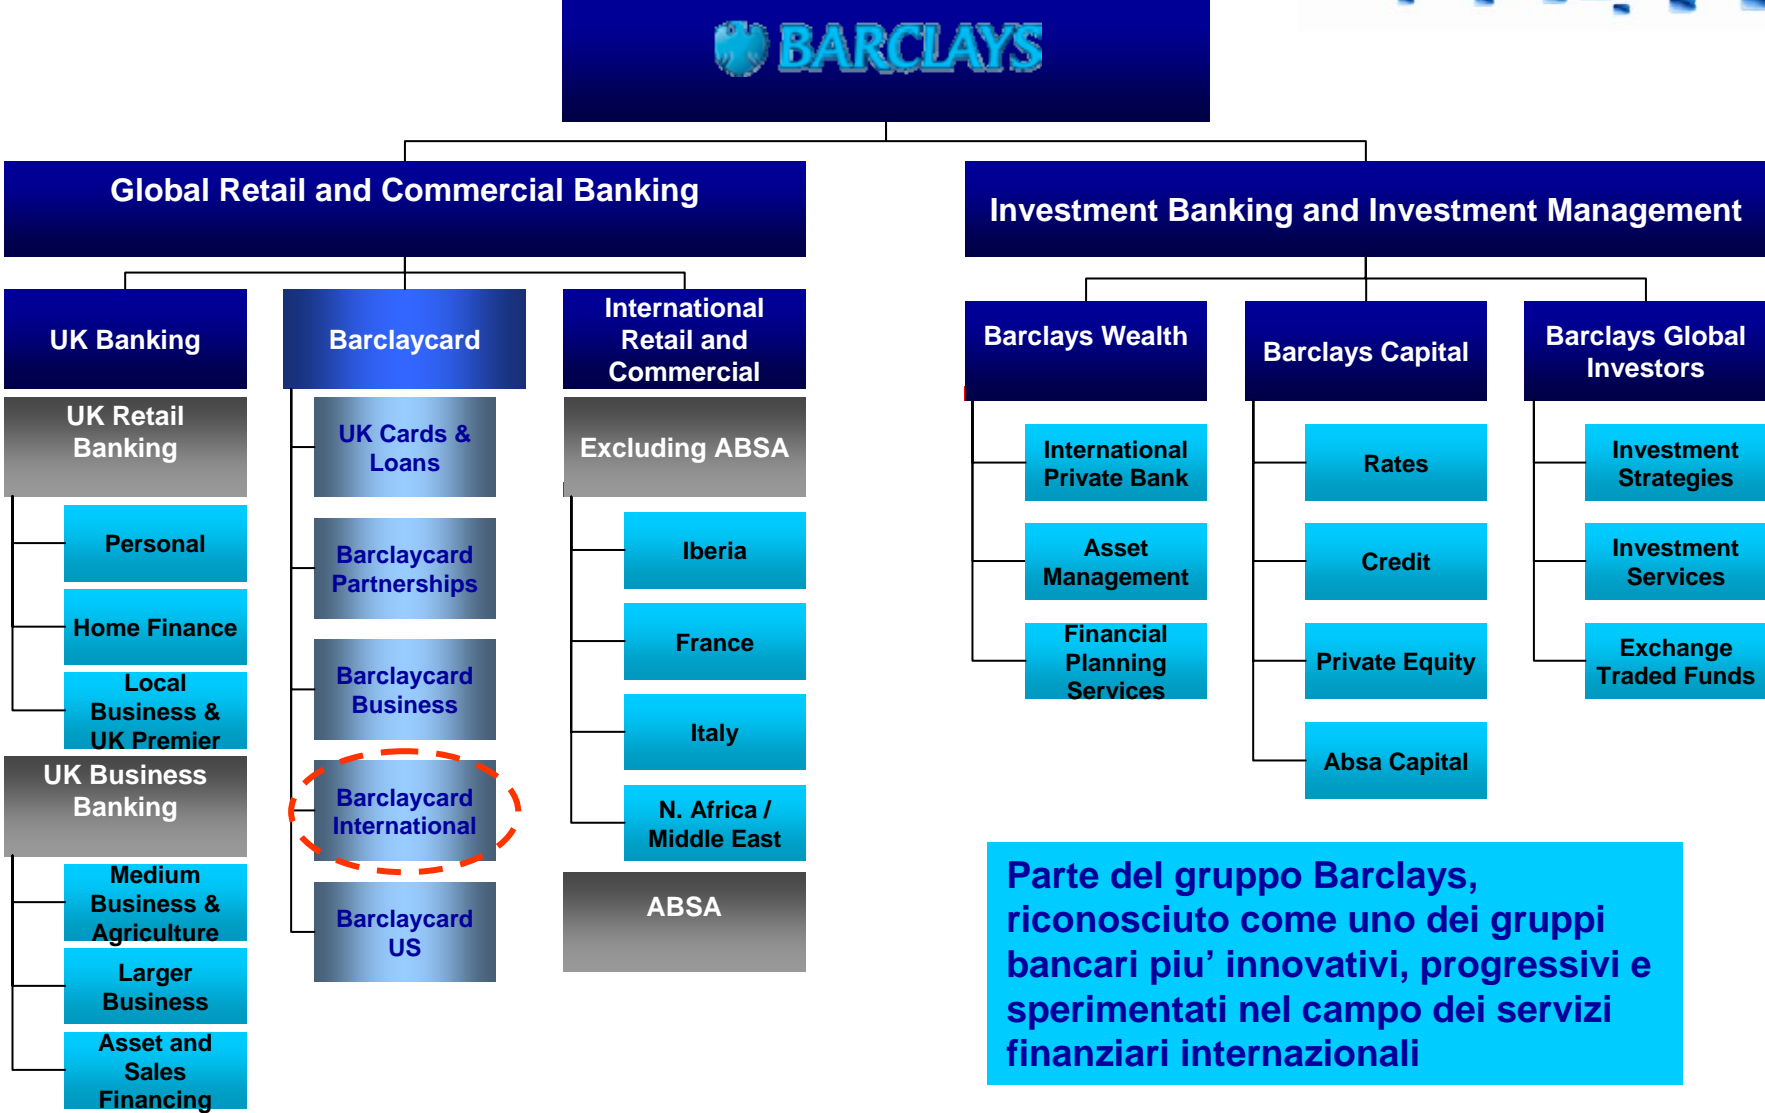 BARCLAYS
Global Retail and Commercial Banking
Investment Banking and Investment Management
UK Banking
Barclaycard
International
Retail and
Commercial
Barclays Wealth
Barclays Capital
Barclays Global
Investors
UK Retail
Banking
Personal
Home Finance
Local
Business &
UK Premier
UK Business
Banking
Medium
Business &
Agriculture
Larger
Business
Asset and
Sales
Financing
UK Cards &
Loans
Barclaycard
Partnerships
Barclaycard
Business
Barclaycard
International
Barclaycard
US
Excluding ABSA
Iberia
France
Italy
N. Africa /
Middle East
ABSA
International
Private Bank
Asset
Management
Financial
Planning
Services
Rates
Credit
Private Equity
Absa Capital
Investment
Strategies
Investment
Services
Exchange
Traded Funds
Parte del gruppo Barclays,
riconosciuto come uno dei gruppi
bancari piu’ innovativi, progressivi e
sperimentati nel campo dei servizi
finanziari internazionali